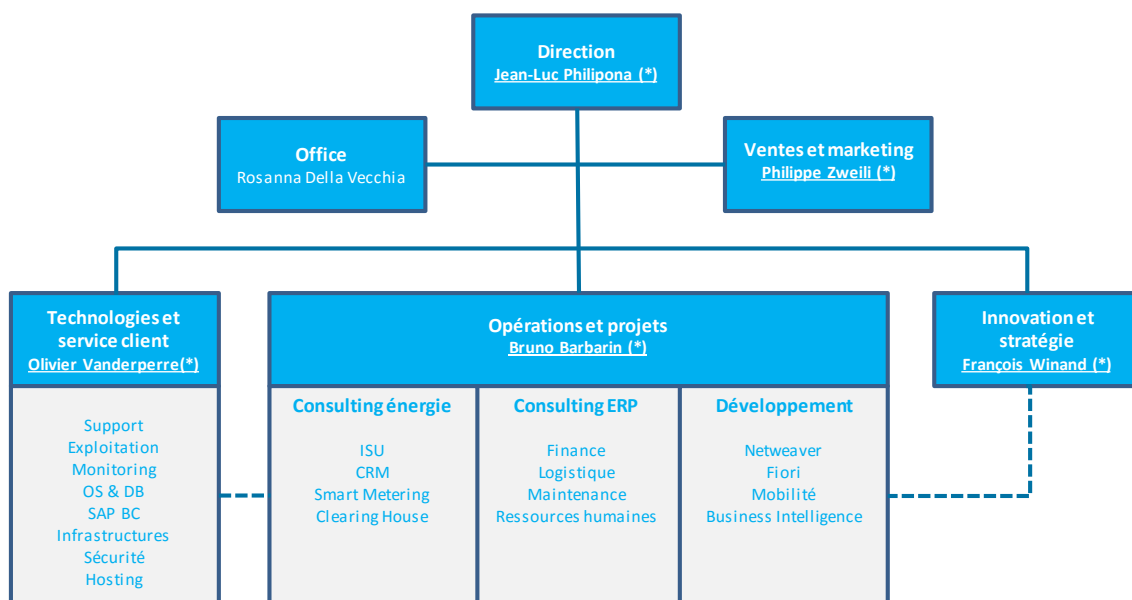 Direction
Jean-Luc Philipona (*)
Office
Rosanna Della Vecchia
Ventes et marketing
Philippe Zweili (*)
Technologies et
service client
Olivier Vanderperre(*)
Opérations et projets
Bruno Barbarin (*)
Innovation et
stratégie
François Winand (*)
Support
Exploitation
Monitoring
OS & DB
SAP BC
Infrastructures
Sécurité
Hosting
Consulting énergie
ISU
CRM
Smart Metering
Clearing House
Consulting ERP
Finance
Logistique
Maintenance
Ressources humaines
Développement
Netweaver
Fiori
Mobilité
Business Intelligence